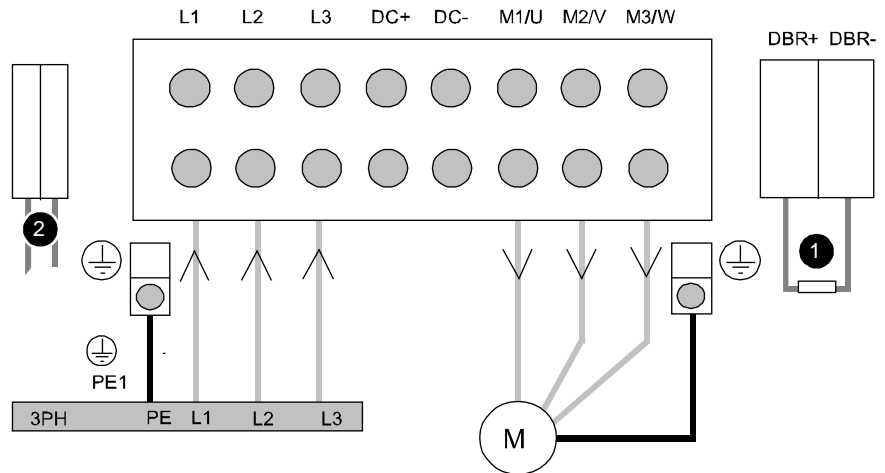 L1 L2 L3 DC+ DC- M1/U M2/V M3/W
DBR+ DBR-
2
1
PE1
3PH PE L1 L2 L3
M